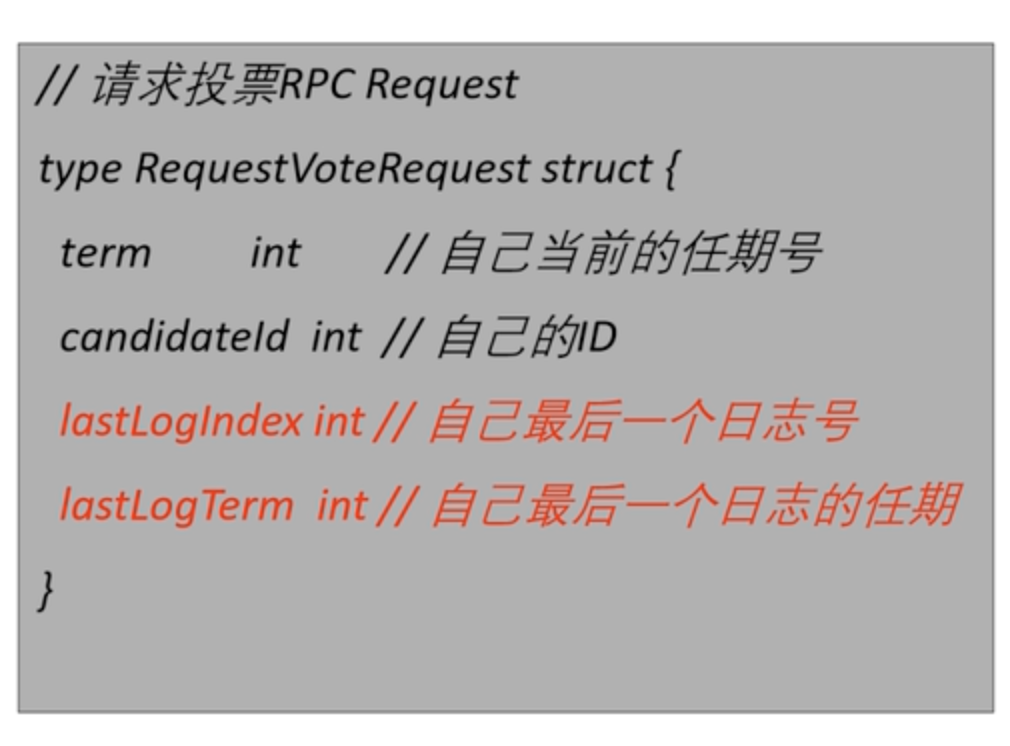 // 请求投票RPC Request
type RequestVoteRequest struct {
term int // 自己当前的任期号
candidateId int // 自己的ID
lastLogIndex int // 自己最后一个日志号
lastLogTerm int // 自己最后一个日志的任期
}